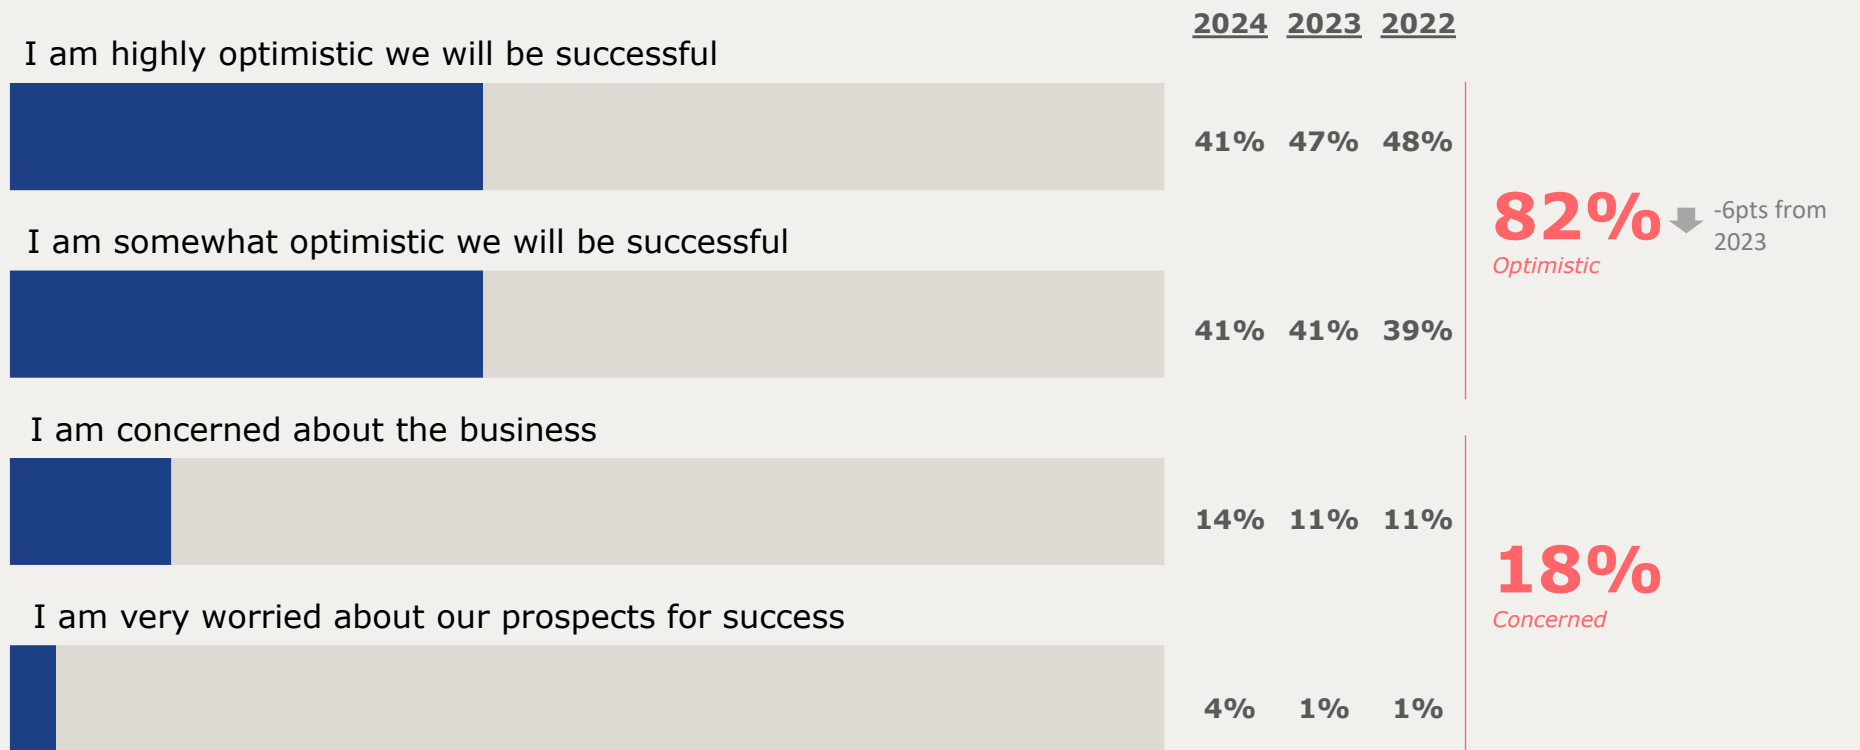 2024 2023 2022
I am highly optimistic we will be successful
41% 47% 48%
82%
-6pts from
2023
Optimistic
I am somewhat optimistic we will be successful
41% 41% 39%
I am concerned about the business
14% 11% 11%
18%
Concerned
I am very worried about our prospects for success
4% 1% 1%